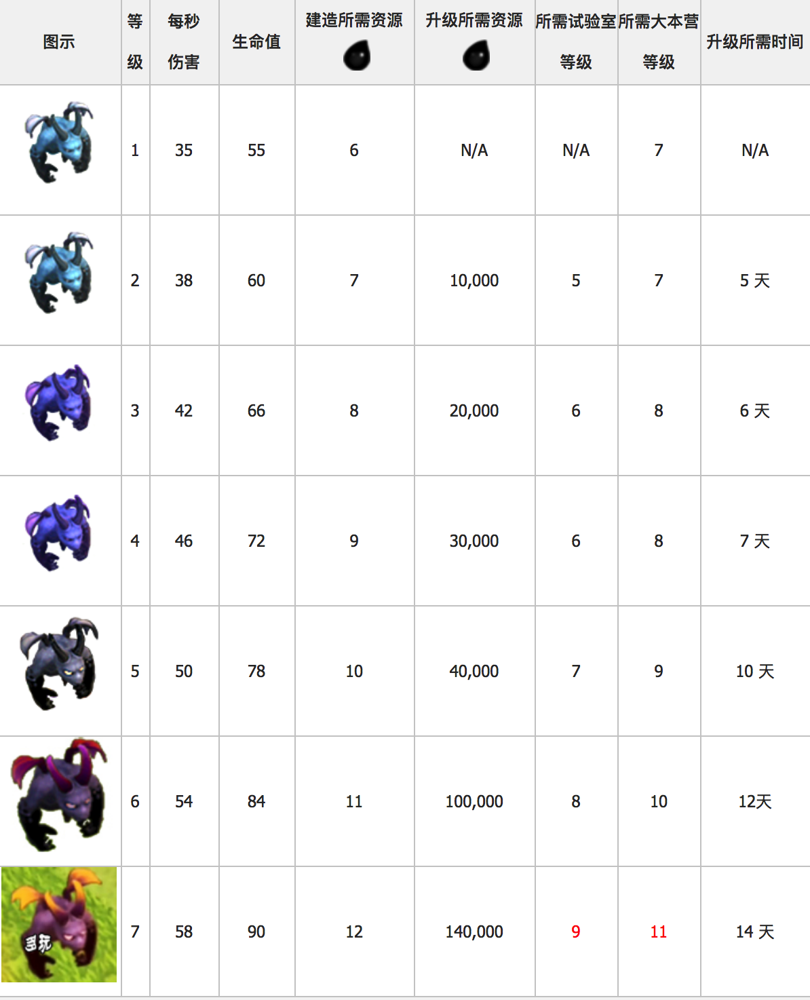 图示 等级 每秒伤害 生命值 建造所需资源 升级所需资源 所需试验室等级 所需大本营等级 升级所需时间
1 35 55 6 N/A N/A 7 N/A
2 38 60 7 10,000 5 7 5 天
3 42 66 8 20,000 6 8 6 天
4 46 72 9 30,000 6 8 7 天
5 50 78 10 40,000 7 9 10 天
6 54 84 11 100,000 8 10 12天
多玩 7 58 90 12 140,000 9 11 14 天